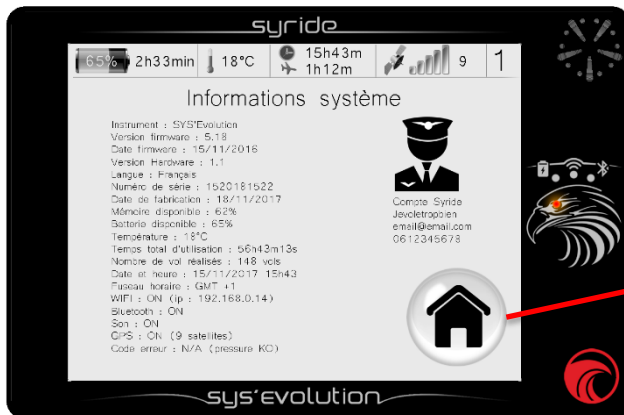 syride
65% 2h33min 18°C 15h43m 1h12m 9 1
Informations système
Instrument : SYS'Evolution
Version firmware : 5.18
Date firmware : 15/11/2016
Version Hardware : 1.1
Langue : Français
Numéro de série : 1520181522
Date de fabrication : 18/11/2017
Mémoire disponible : 62%
Batterie disponible : 65%
Température : 18°C
Temps total d'utilisation : 56h43m13s
Nombre de vol réalisés : 148 vols
Date et heure : 15/11/2017 15h43
Fuseau horaire : GMT +1
WIFI : ON (ip : 192.168.0.14)
Bluetooth : ON
Son : ON
GPS : ON (9 satellites)
Code erreur : N/A (pressure KO)
Compte Syride
Jevoletropbien
email@email.com
0612345678
sys'evolution